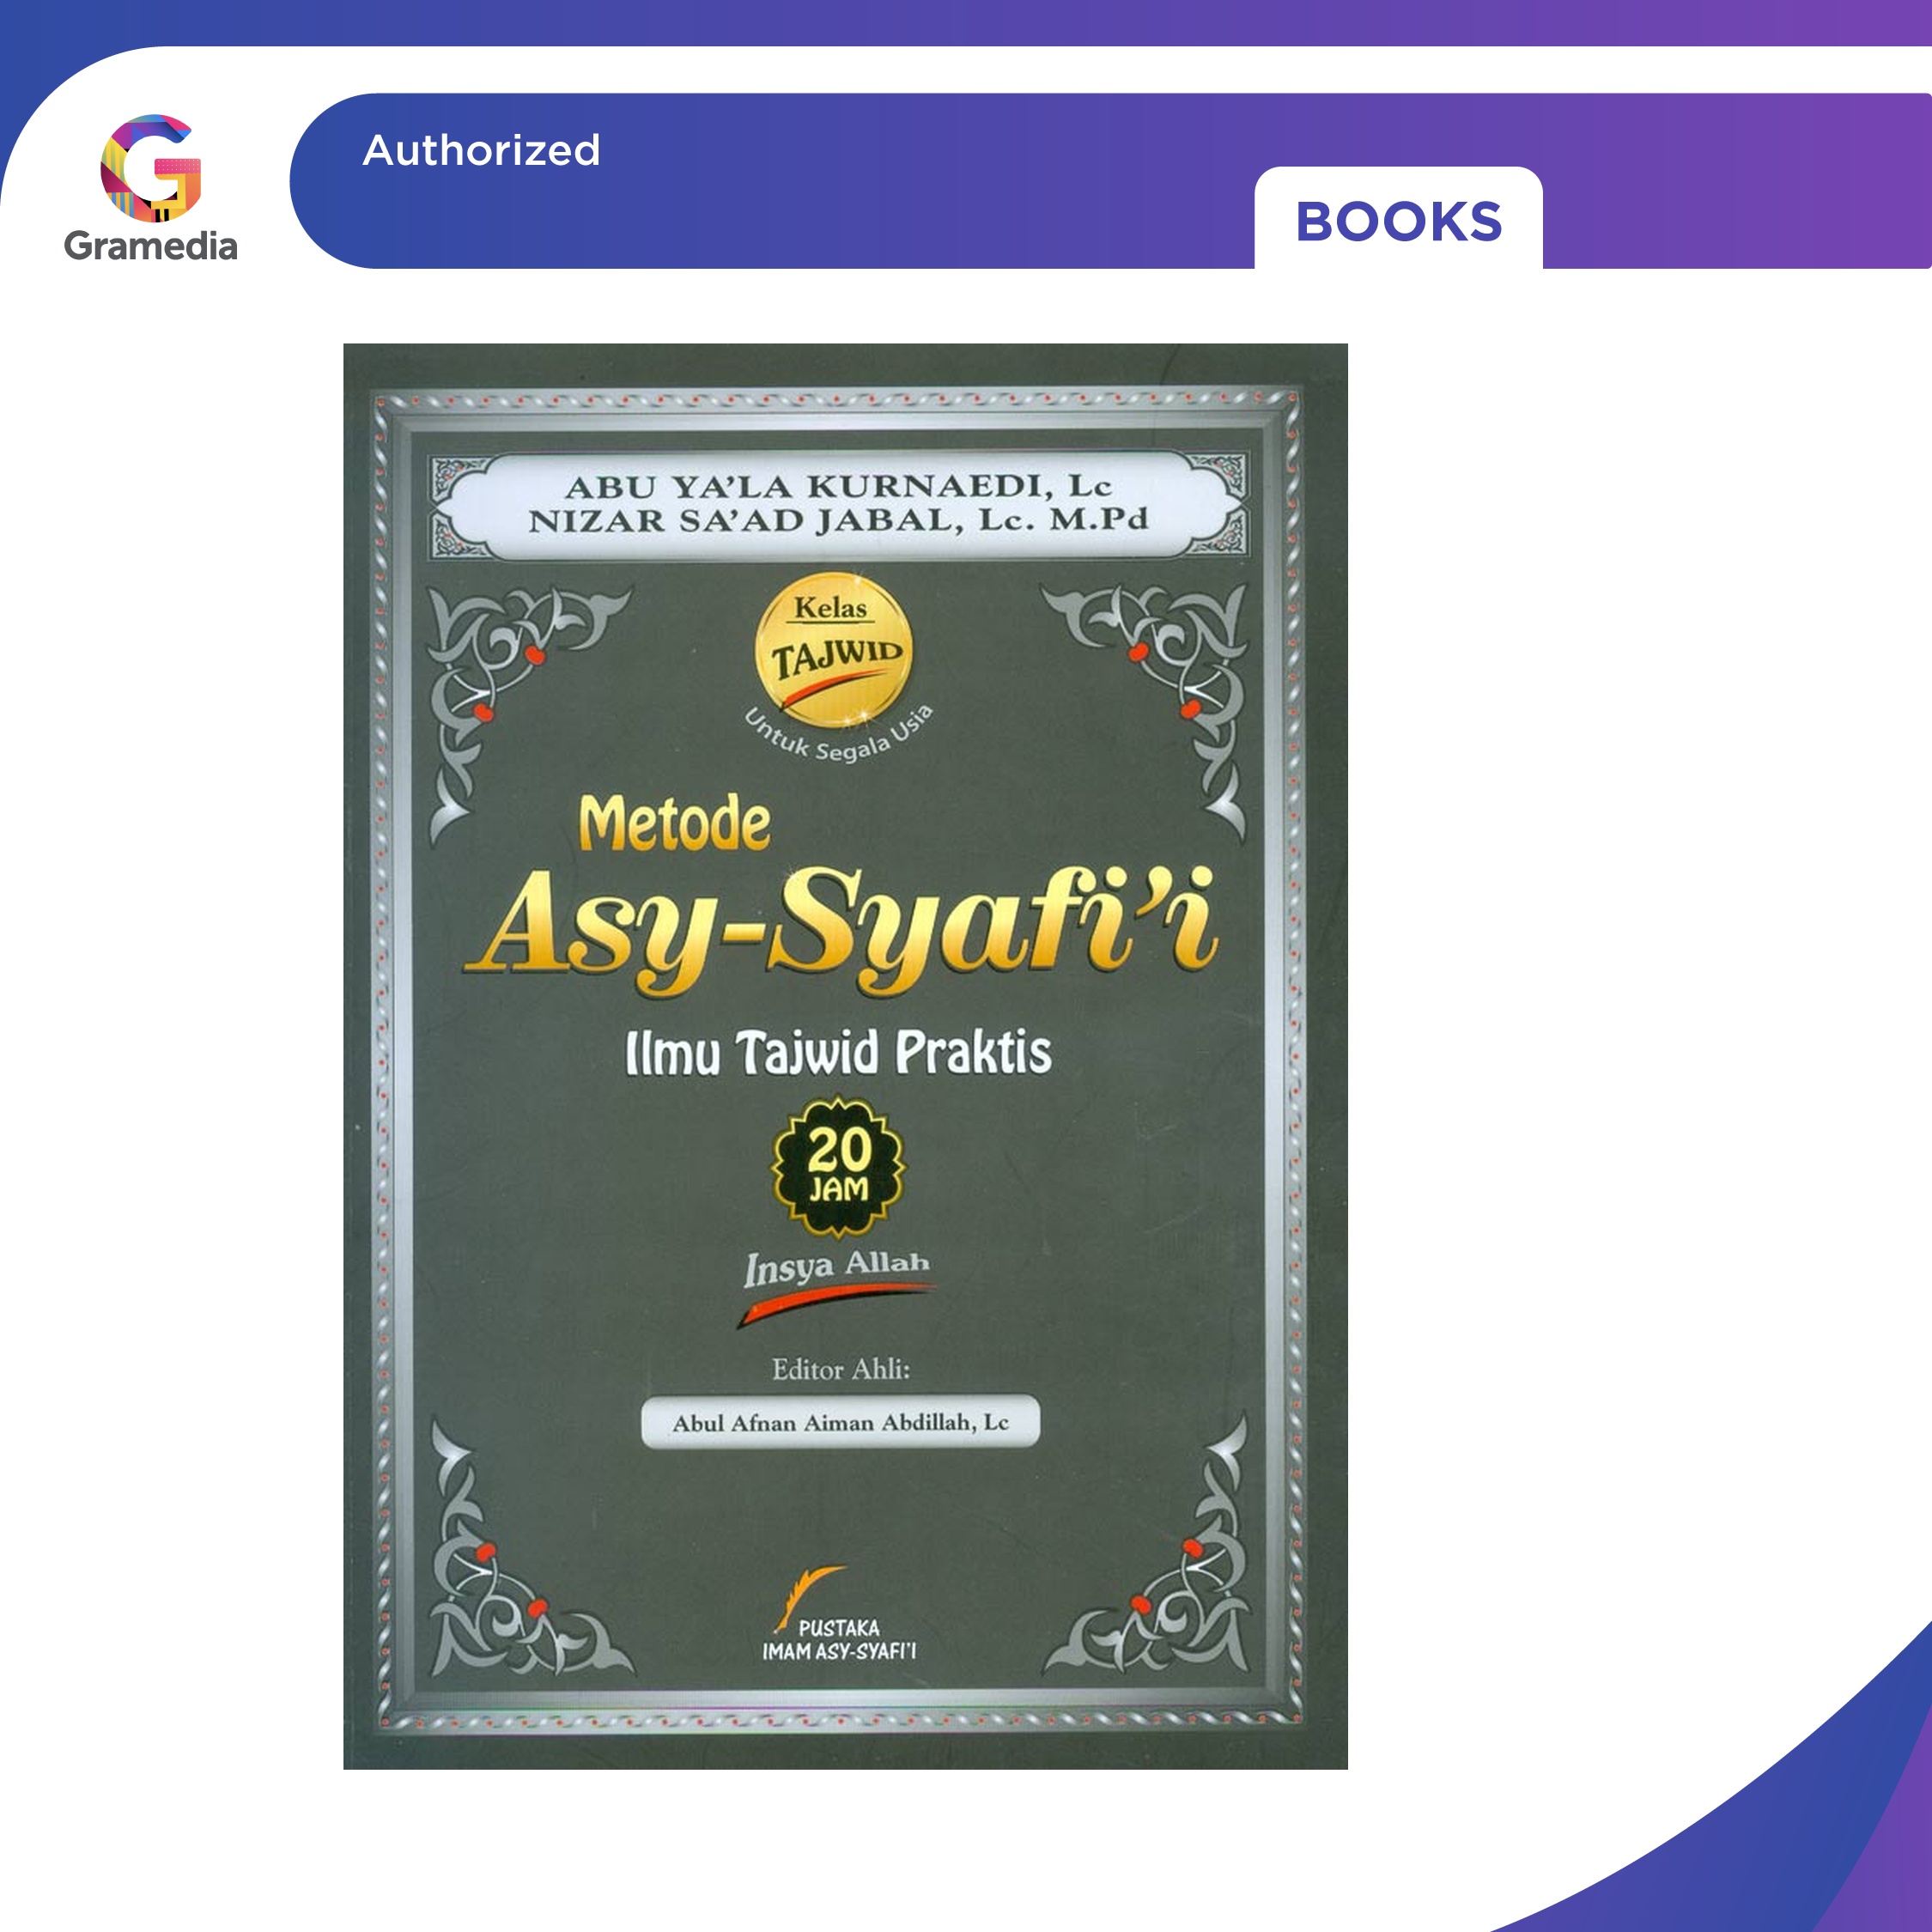 Gramedia
Authorized
BOOKS
ABU YA'LA KURNAEDI, Lc
NIZAR SA'AD JABAL, Lc. M.Pd
Kelas
TAJWID
Untuk Segala Usia
Metode
Asy-Syafi'i
Ilmu Tajwid Praktis
20
JAM
Insya Allah
Editor Ahli:
Abul Afnan Aiman Abdillah, Lc
PUSTAKA
IMAM ASY-SYAFI'I